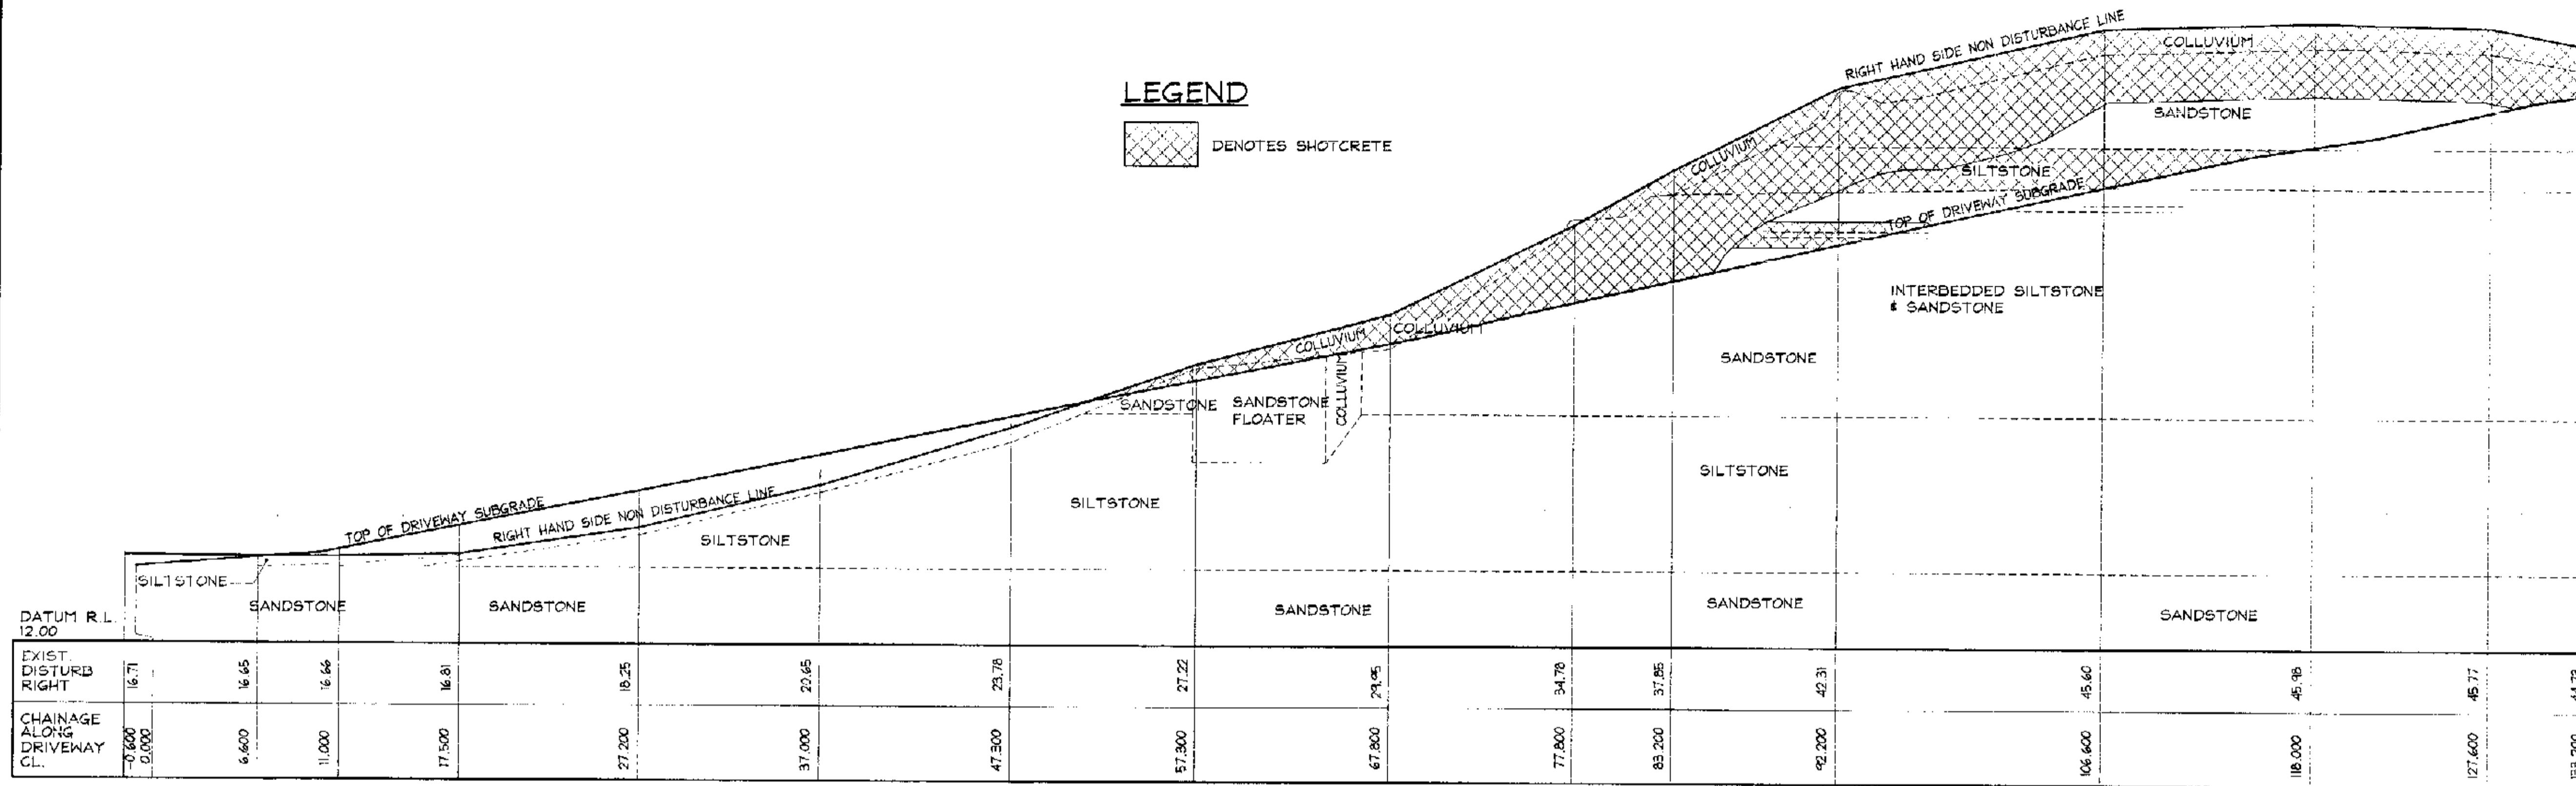 LEGEND
DENOTES SHOTCRETE
RIGHT HAND SIDE NON DISTURBANCE LINE
COLLUVIUM
SANDSTONE
COLLUVIUM
SILTSTONE
TOP OF DRIVEWAY SUBGRADE
INTERBEDDED SILTSTONE
& SANDSTONE
COLLUVIUM
COLLUVIUM
SANDSTONE
COLLUVIUM
SANDSTONE
SANDSTONE
FLOATER
SILTSTONE
TOP OF DRIVEWAY SUBGRADE
RIGHT HAND SIDE NON DISTURBANCE LINE
SILTSTONE
SILTSTONE
SILTSTONE
SANDSTONE
SANDSTONE
SANDSTONE
SANDSTONE
SANDSTONE
DATUM R.L.
12.00
EXIST.
DISTURB
RIGHT
16.71
16.65
16.66
16.81
18.25
20.65
23.78
27.22
29.95
34.78
37.85
42.31
45.60
45.98
45.77
CHAINAGE
ALONG
DRIVEWAY
CL.
-0.600
0.000
6.600
11.000
17.500
27.200
37.000
47.300
57.300
67.800
77.800
83.200
92.200
106.600
118.000
127.600